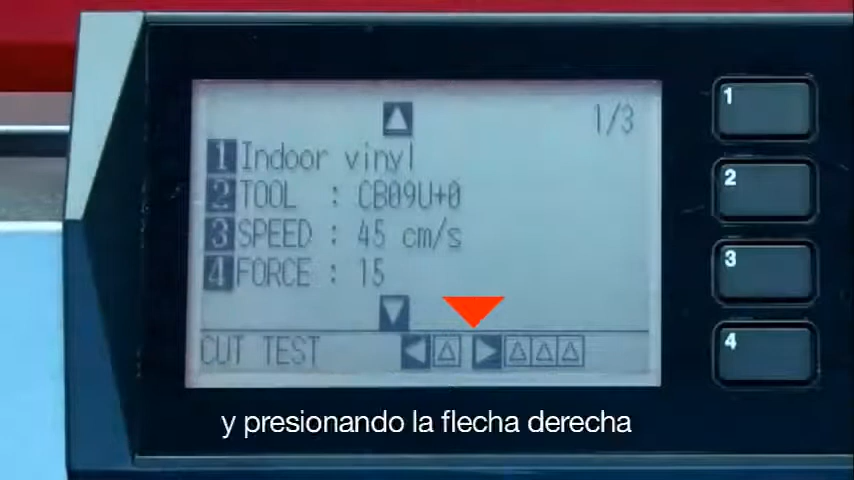 1/3
1 Indoor vinyl
2 TOOL : CB09U+0
3 SPEED : 45 cm/s
4 FORCE : 15
CUT TEST
1
2
3
4
y presionando la flecha derecha